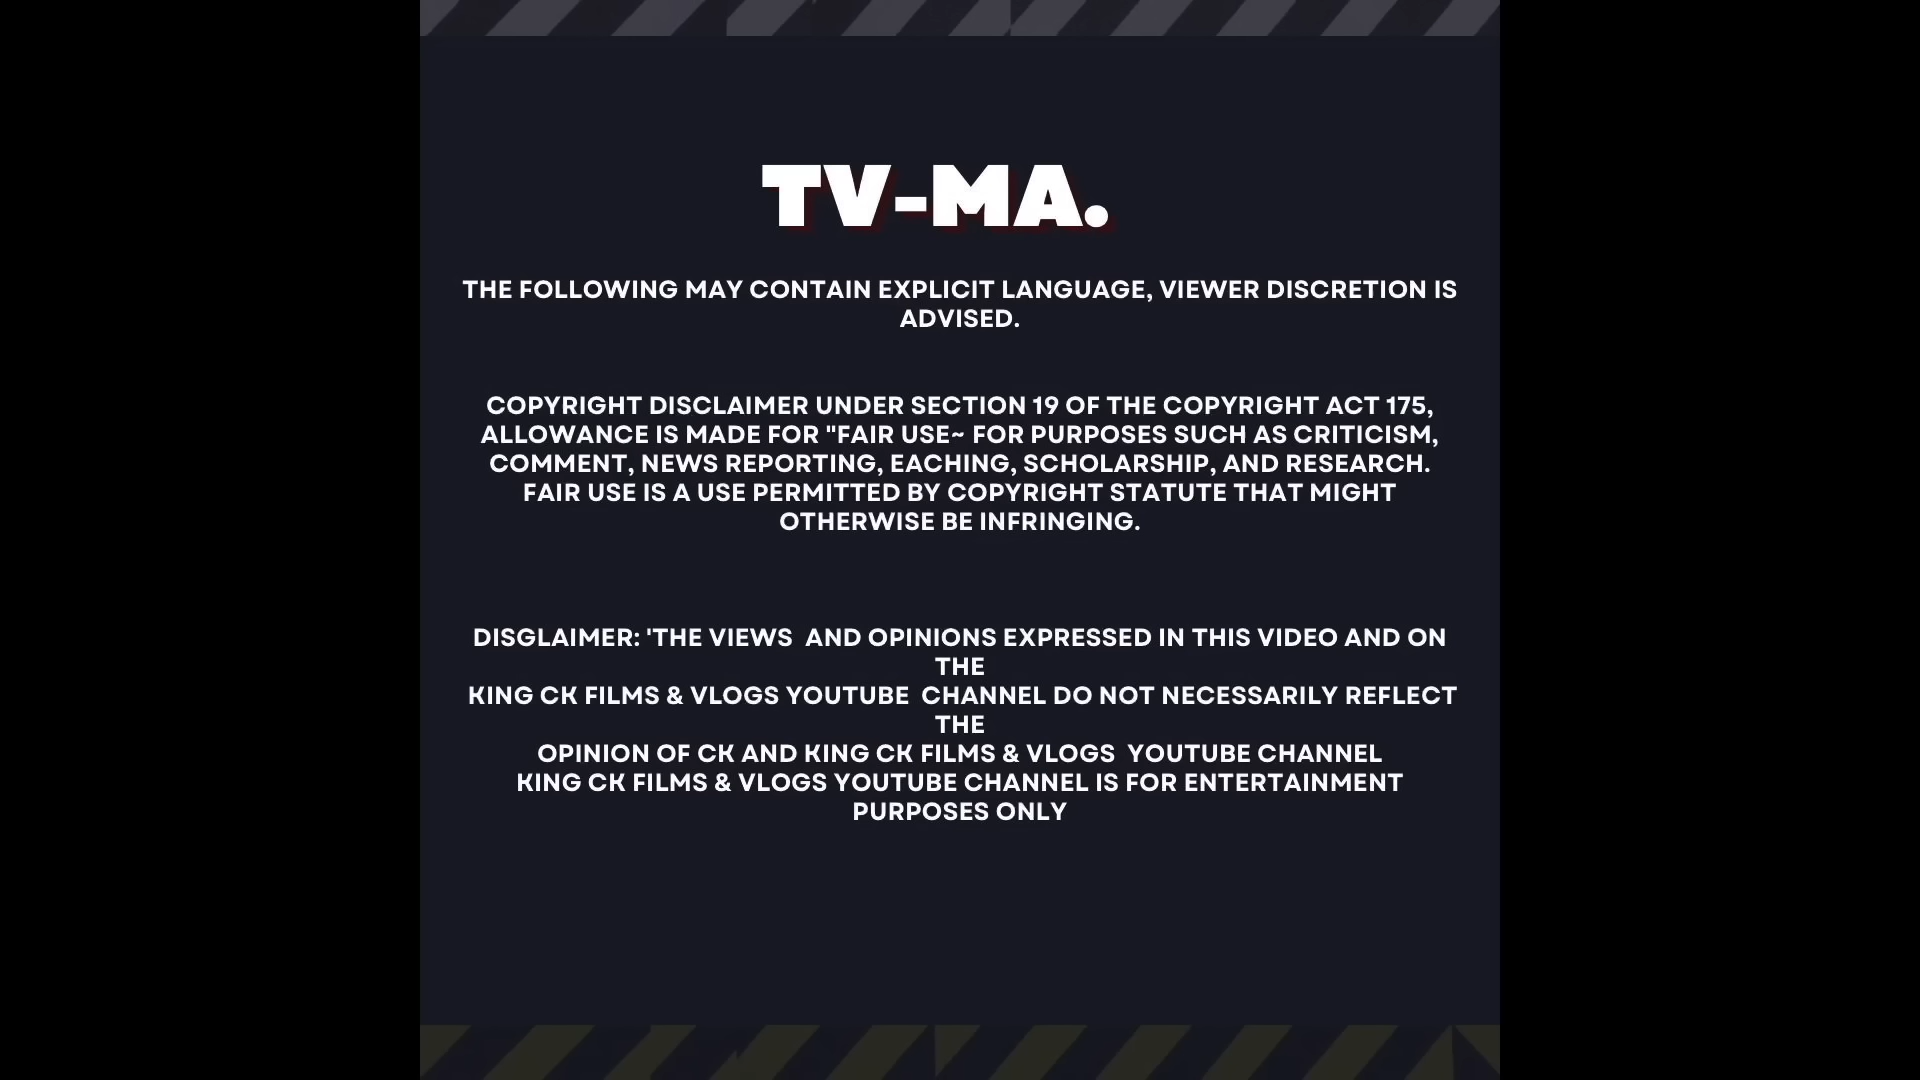 TV-MA.
THE FOLLOWING MAY CONTAIN EXPLICIT LANGUAGE, VIEWER DISCRETION IS
ADVISED.
COPYRIGHT DISCLAIMER UNDER SECTION 19 OF THE COPYRIGHT ACT 175,
ALLOWANCE IS MADE FOR "FAIR USE~ FOR PURPOSES SUCH AS CRITICISM,
COMMENT, NEWS REPORTING, EACHING, SCHOLARSHIP, AND RESEARCH.
FAIR USE IS A USE PERMITTED BY COPYRIGHT STATUTE THAT MIGHT
OTHERWISE BE INFRINGING.
DISGLAIMER: 'THE VIEWS  AND OPINIONS EXPRESSED IN THIS VIDEO AND ON
THE
KING CK FILMS & VLOGS YOUTUBE  CHANNEL DO NOT NECESSARILY REFLECT
THE
OPINION OF CK AND KING CK FILMS & VLOGS  YOUTUBE CHANNEL
KING CK FILMS & VLOGS YOUTUBE CHANNEL IS FOR ENTERTAINMENT
PURPOSES ONLY